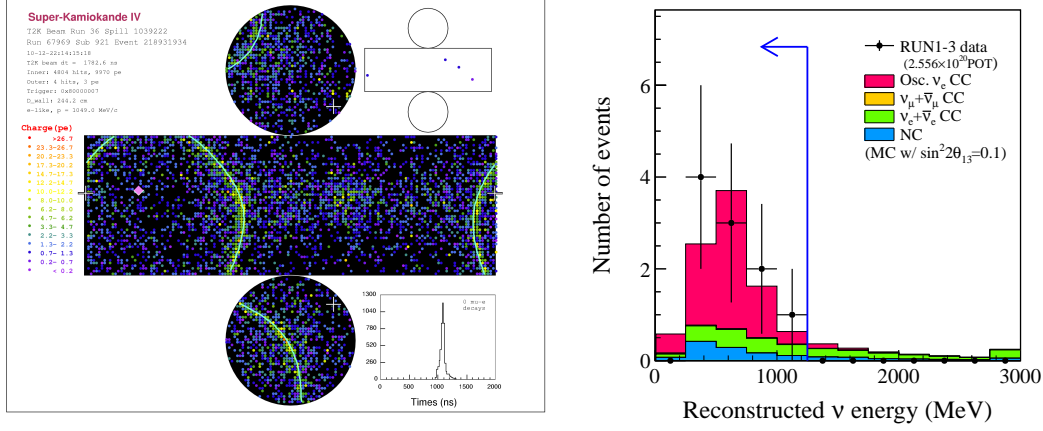 Super-Kamiokande IV
T2K Beam Run 36 Spill 1039222
Run 67969 Sub 921 Event 218931934
10-12-22:14:15:18
T2K beam dt = 1782.6 ns
Inner: 4804 hits, 9970 pe
Outer: 4 hits, 3 pe
Trigger: 0x80000007
D_wall: 244.2 cm
e-like, p = 1049.0 MeV/c
Charge(pe)
>26.7
23.3-26.7
20.2-23.3
17.3-20.2
14.7-17.3
12.2-14.7
10.0-12.2
8.0-10.0
6.2- 8.0
4.7- 6.2
3.3- 4.7
2.2- 3.3
1.3- 2.2
0.7- 1.3
0.2- 0.7
< 0.2
0 mu-e
decays
1300
1040
780
520
260
0
0 500 1000 1500 2000
Times (ns)
RUN1-3 data
(2.556×10²⁰POT)
Osc. νₑ CC
ν_μ+ν̅_μ CC
νₑ+ν̅ₑ CC
NC
(MC w/ sin²2θ₁₃=0.1)
Number of events
6
4
2
0
0 1000 2000 3000
Reconstructed ν energy (MeV)